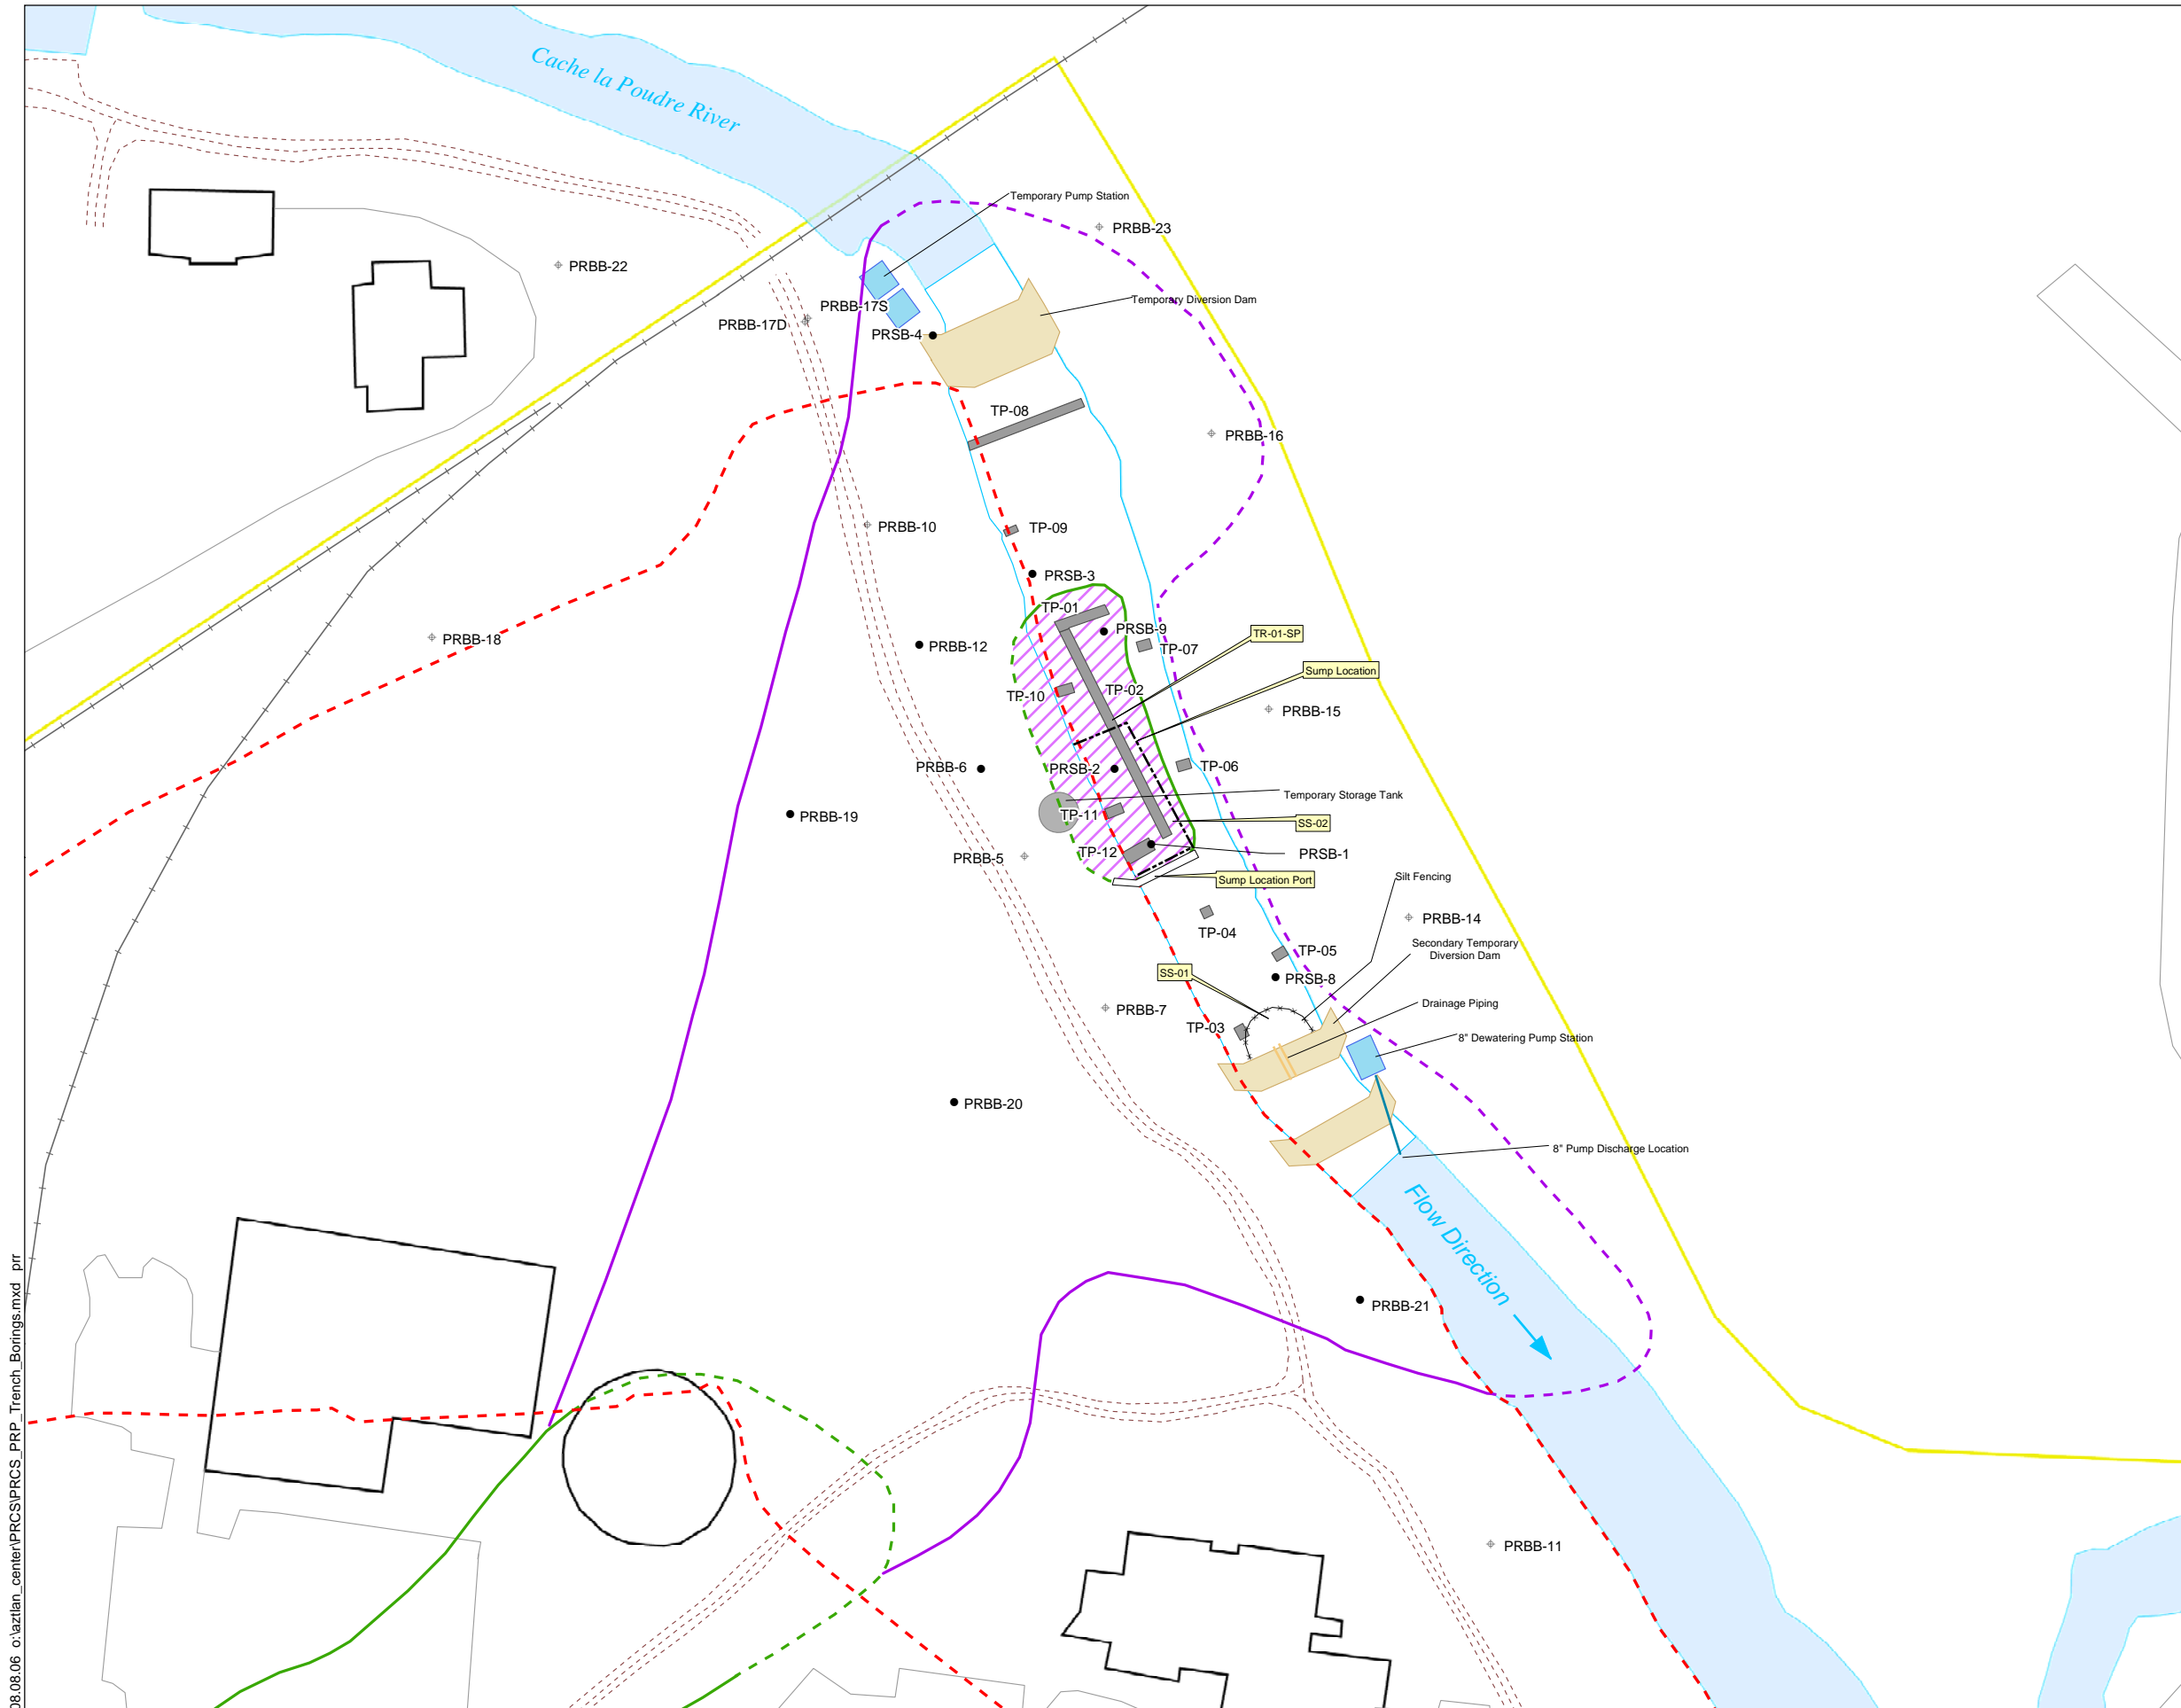 Cache la Poudre River
Temporary Pump Station
PRBB-23
PRBB-22
Temporary Diversion Dam
PRBB-17S
PRBB-17D
PRSB-4
TP-08
PRBB-16
PRBB-10
TP-09
PRSB-3
TP-01
PRSB-9
TR-01-SP
PRBB-18
PRBB-12
TP-07
Sump Location
TP-10
TP-02
PRBB-15
PRBB-6
PRSB-2
TP-06
Temporary Storage Tank
PRBB-19
TP-11
SS-02
TP-12
PRSB-1
PRBB-5
Sump Location Port
Silt Fencing
PRBB-14
TP-04
Secondary Temporary
Diversion Dam
TP-05
SS-01
PRSB-8
Drainage Piping
PRBB-7
TP-03
8" Dewatering Pump Station
PRBB-20
8" Pump Discharge Location
Flow Direction
PRBB-21
PRBB-11
08.08.06 o:\aztlan_center\PRCS\PRCS_PRP_Trench_Borings.mxd prr